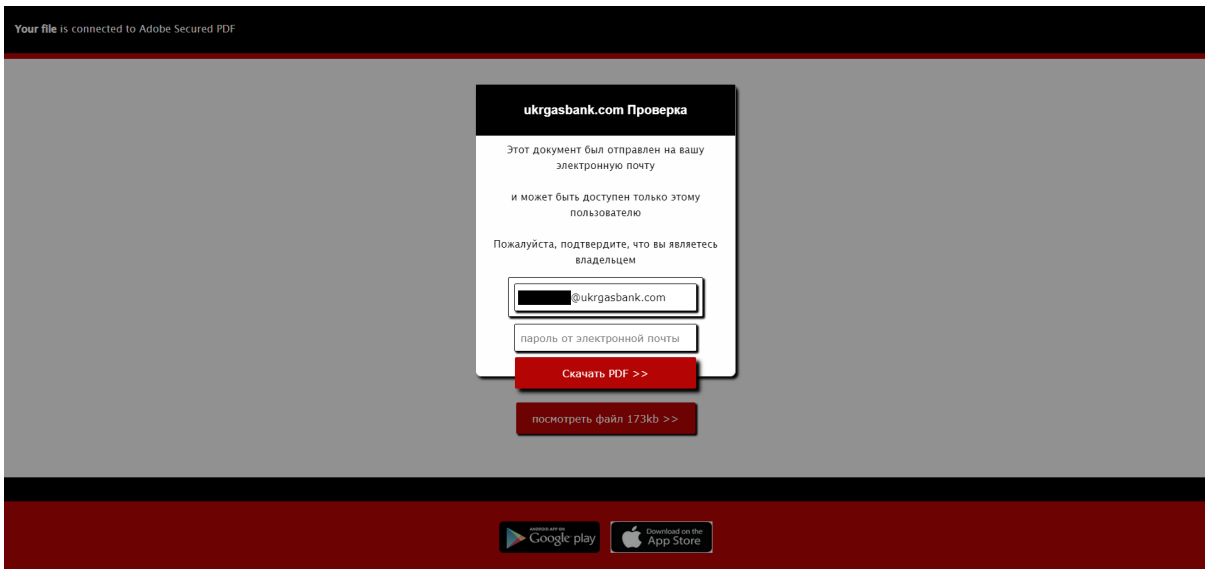 Your file is connected to Adobe Secured PDF
ukrgasbank.com Проверка
Этот документ был отправлен на вашу
электронную почту
и может быть доступен только этому
пользователю
Пожалуйста, подтвердите, что вы являетесь
владельцем
@ukrgasbank.com
пароль от электронной почты
Скачать PDF >>
посмотреть файл 173kb >>
ANDROID APP ON
Google play
Download on the
App Store